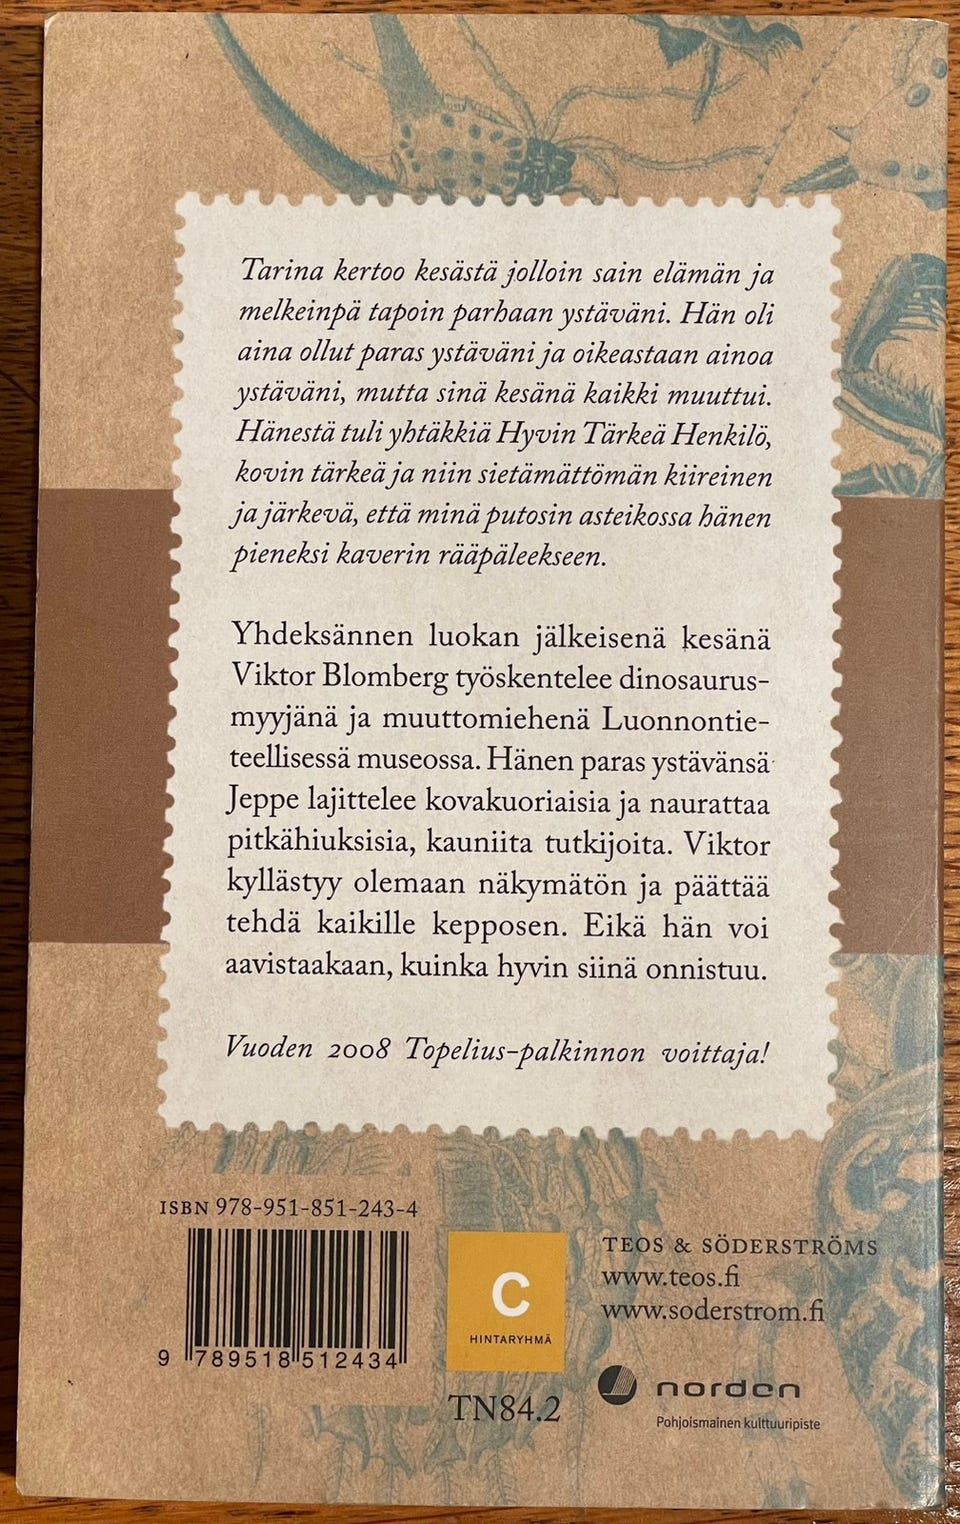 Tarina kertoo kesästä jolloin sain elämän ja
melkeinpä tapoin parhaan ystäväni. Hän oli
aina ollut paras ystäväni ja oikeastaan ainoa
ystäväni, mutta sinä kesänä kaikki muuttui.
Hänestä tuli yhtäkkiä Hyvin Tärkeä Henkilö,
kovin tärkeä ja niin sietämättömän kiireinen
ja järkevä, että minä putosin asteikossa hänen
pieneksi kaverin rääpäleekseen.
Yhdeksännen luokan jälkeisenä kesänä
Viktor Blomberg työskentelee dinosaurus-
myyjänä ja muuttomiehenä Luonnontie-
teellisessä museossa. Hänen paras ystävänsä
Jeppe lajittelee kovakuoriaisia ja naurattaa
pitkähiuksisia, kauniita tutkijoita. Viktor
kyllästyy olemaan näkymätön ja päättää
tehdä kaikille kepposen. Eikä hän voi
aavistaakaan, kuinka hyvin siinä onnistuu.
Vuoden 2008 Topelius-palkinnon voittaja!
ISBN 978-951-851-243-4
9 789518 512434
C
HINTARYHMÄ
TN84.2
TEOS & SÖDERSTRÖMS
www.teos.fi
www.soderstrom.fi
norden
Pohjoismainen kulttuuripiste